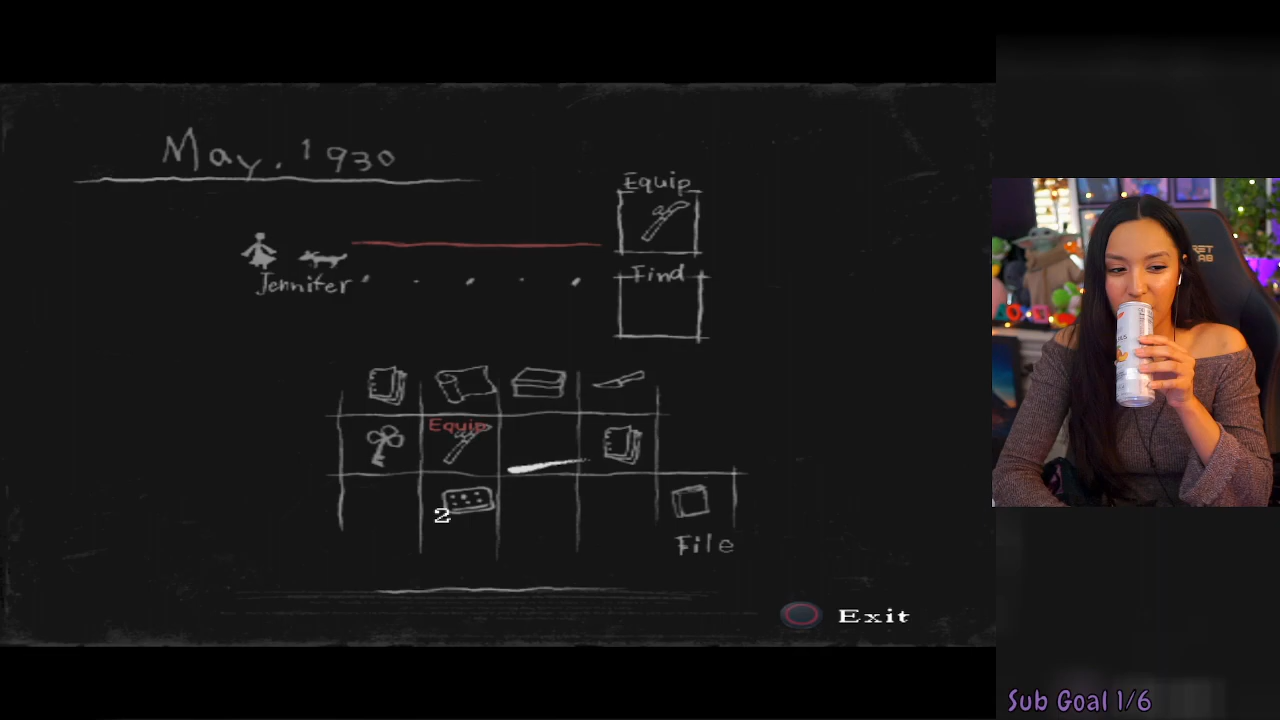 May. 1930
Equip
Find
Jennifer
Equip
2
File
Exit
Sub Goal 1/6